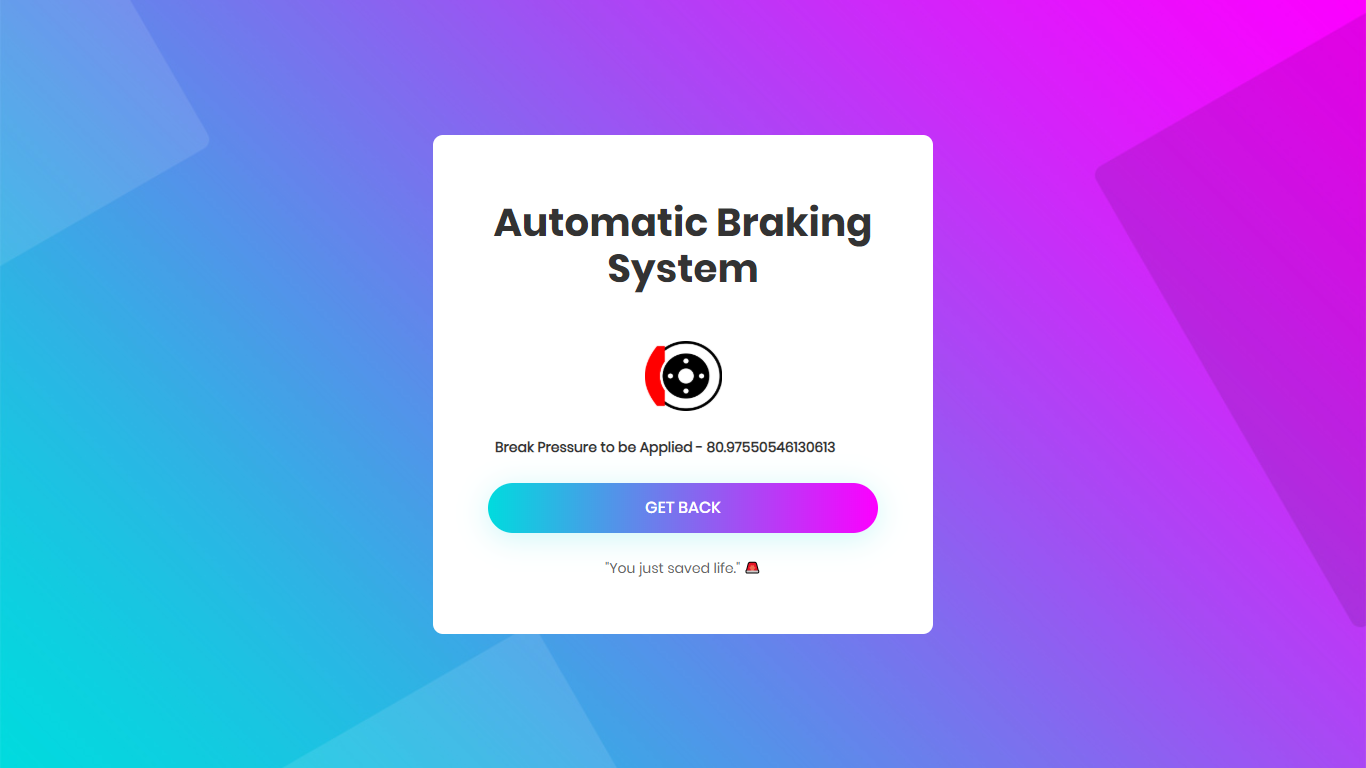 Automatic Braking
System
Break Pressure to be Applied - 80.97550546130613
GET BACK
"You just saved life." 🚨